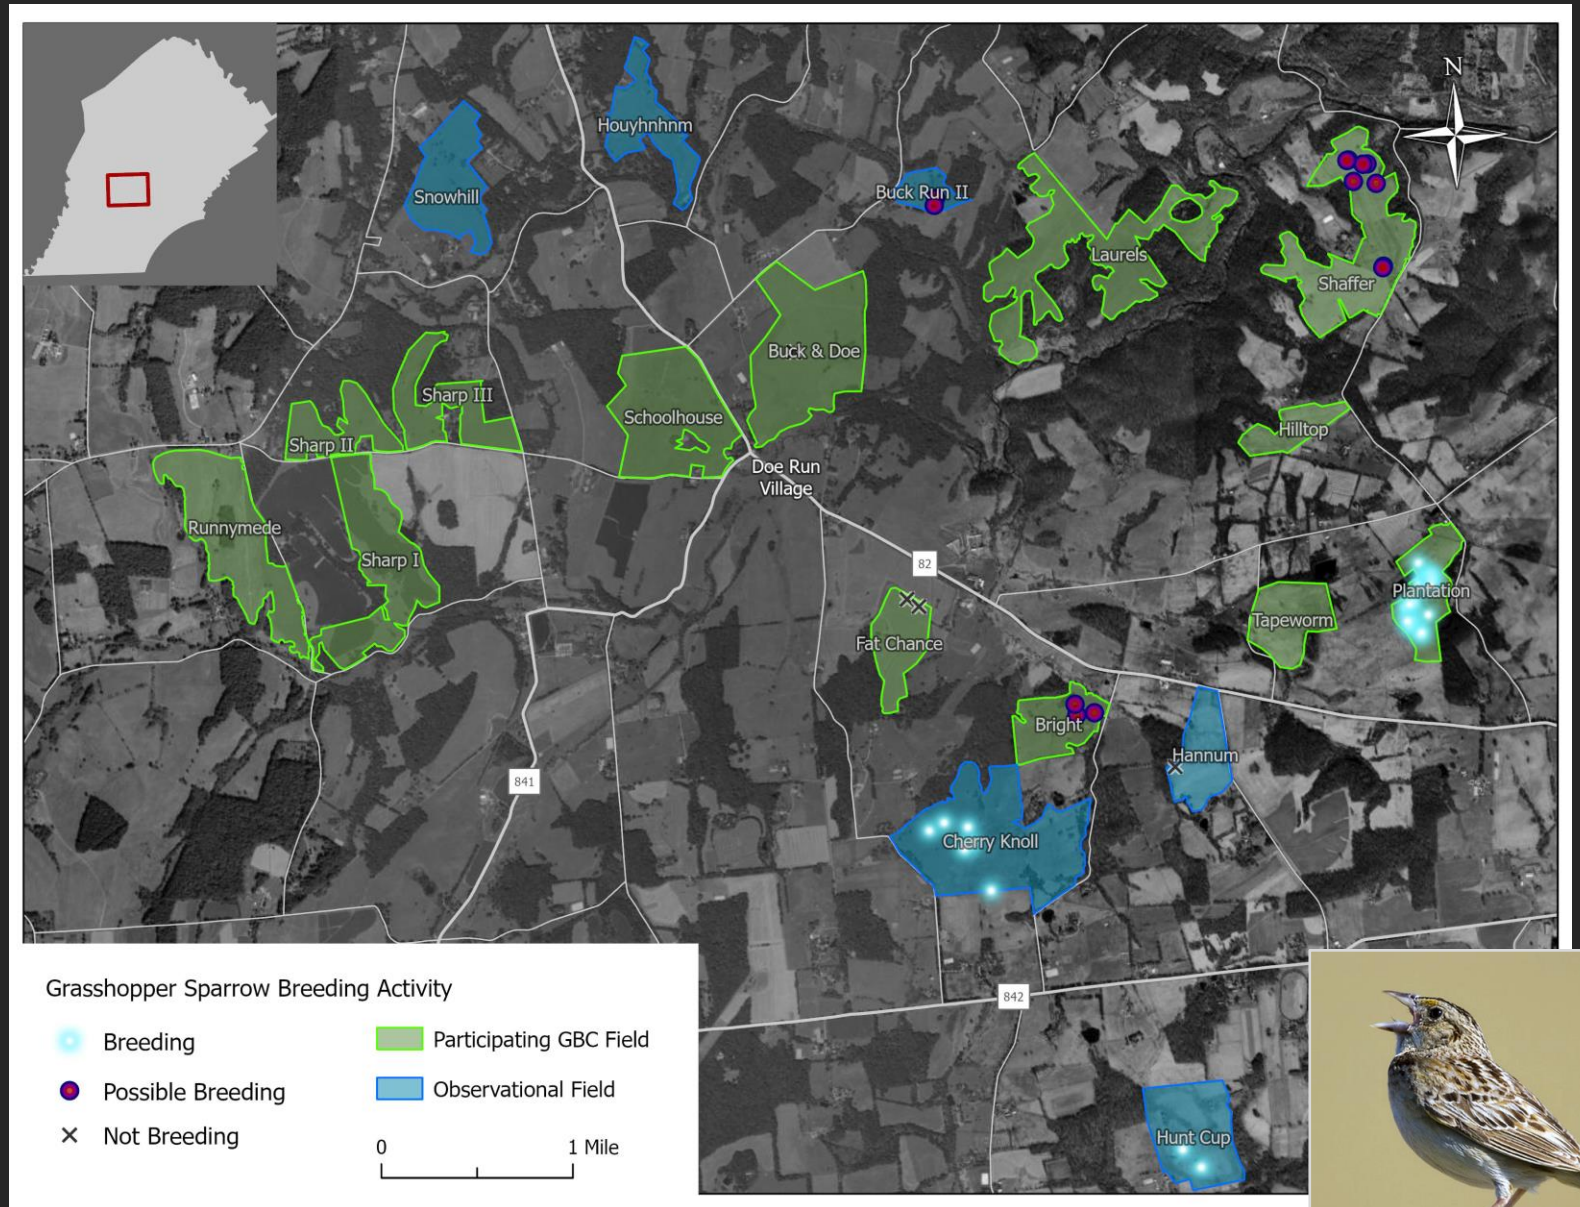 N
Houyhnhnm
Snowhill
Buck Run II
Laurels
Shaffer
Buck & Doe
Sharp III
Schoolhouse
Sharp II
Hilltop
Doe Run
Village
Runnymede
Sharp I
82
Plantation
Tapeworm
Fat Chance
Bright
Hannum
841
Cherry Knoll
842
Hunt Cup
Grasshopper Sparrow Breeding Activity
Breeding
Possible Breeding
Not Breeding
Participating GBC Field
Observational Field
0 1 Mile